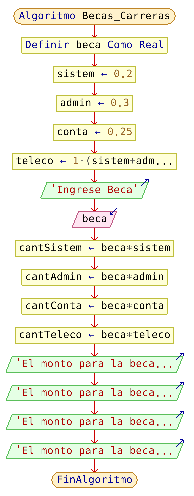 Algoritmo Becas_Carreras
Definir beca Como Real
sistem ← 0.2
admin ← 0.3
conta ← 0.25
teleco ← 1-(sistem+adm...
'Ingrese Beca'
beca
cantSistem ← beca*sistem
cantAdmin ← beca*admin
cantConta ← beca*conta
cantTeleco ← beca*teleco
'El monto para la beca...
'El monto para la beca...
'El monto para la beca...
'El monto para la beca...
FinAlgoritmo